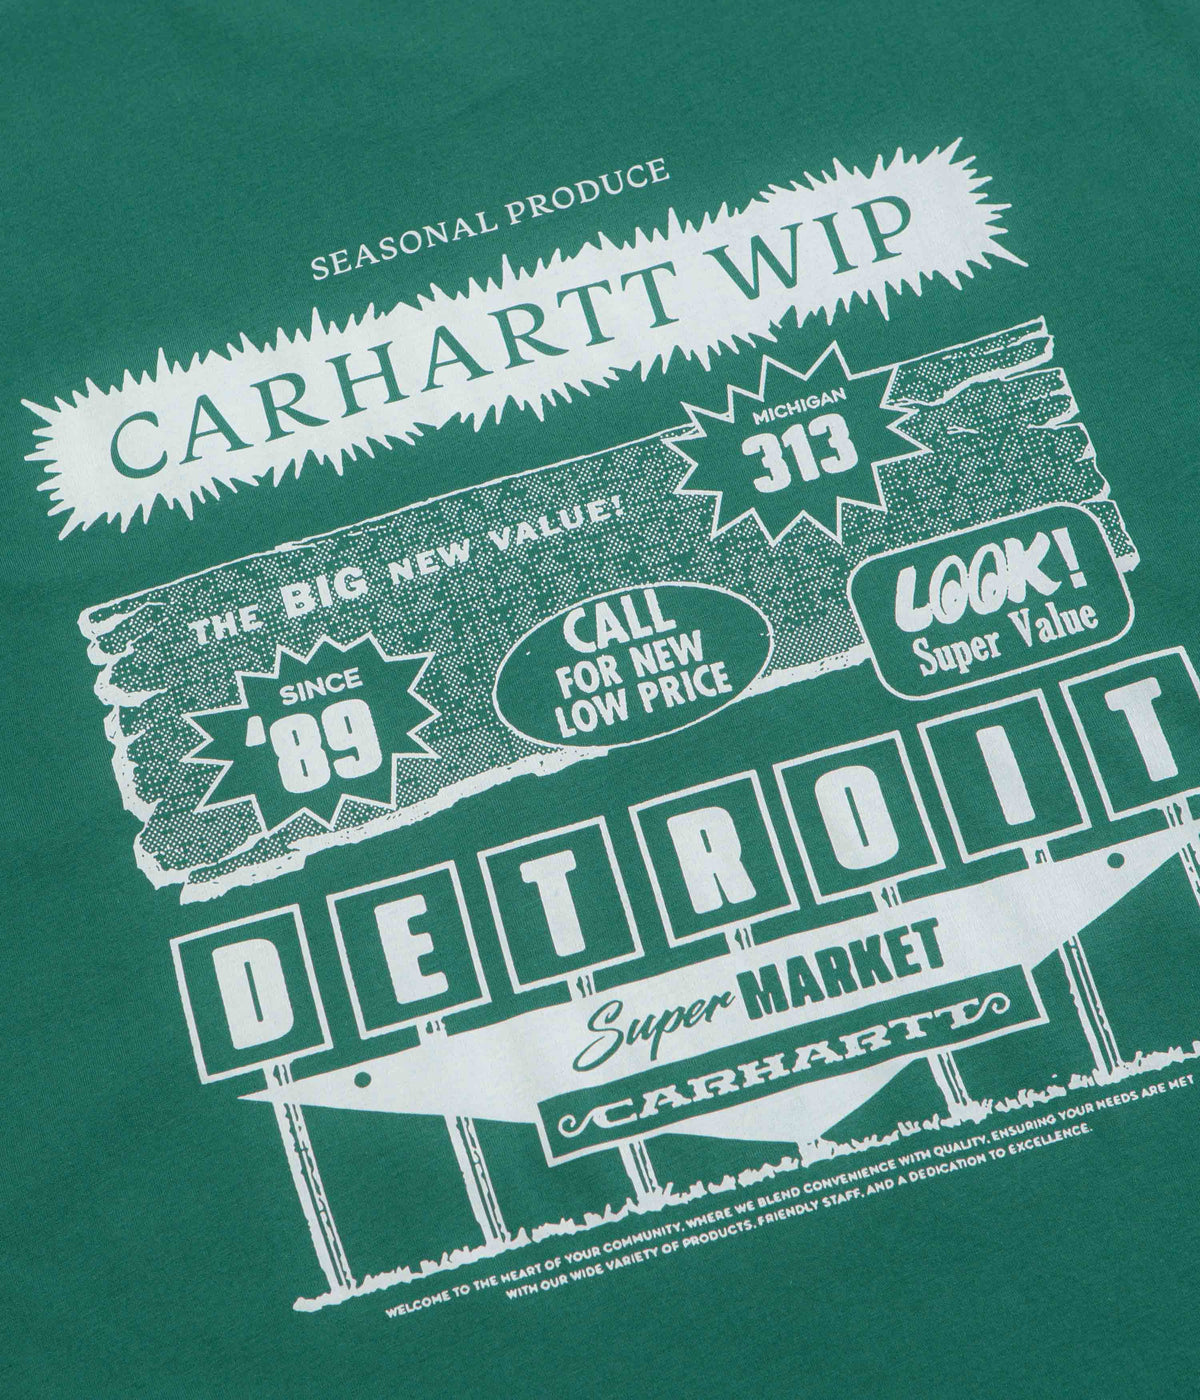 SEASONAL PRODUCE
CARHARTT WIP
MICHIGAN
313
THE BIG NEW VALUE!
LOOK!
Super Value
CALL
FOR NEW
LOW PRICE
SINCE
'89
DETROIT
Super MARKET
CARHARTT
WELCOME TO THE HEART OF YOUR COMMUNITY, WHERE WE BLEND CONVENIENCE WITH QUALITY, ENSURING YOUR NEEDS ARE MET
WITH OUR WIDE VARIETY OF PRODUCTS, FRIENDLY STAFF, AND A DEDICATION TO EXCELLENCE.